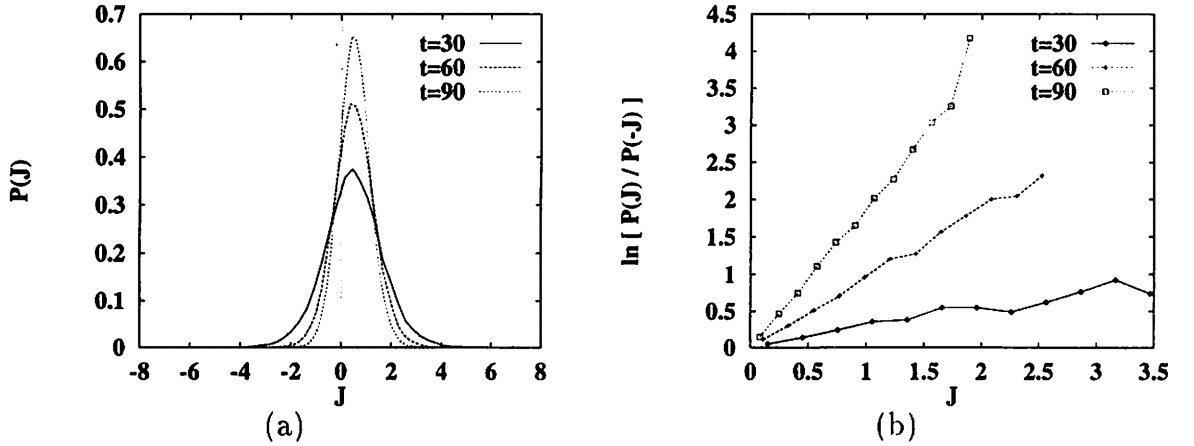 0.7
0.6
0.5
0.4
0.3
0.2
0.1
0
P(J)
t=30
t=60
t=90
-8 -6 -4 -2 0 2 4 6 8
J
(a)
4.5
4
3.5
3
2.5
2
1.5
1
0.5
0
ln [ P(J) / P(-J) ]
t=30
t=60
t=90
0 0.5 1 1.5 2 2.5 3 3.5
J
(b)